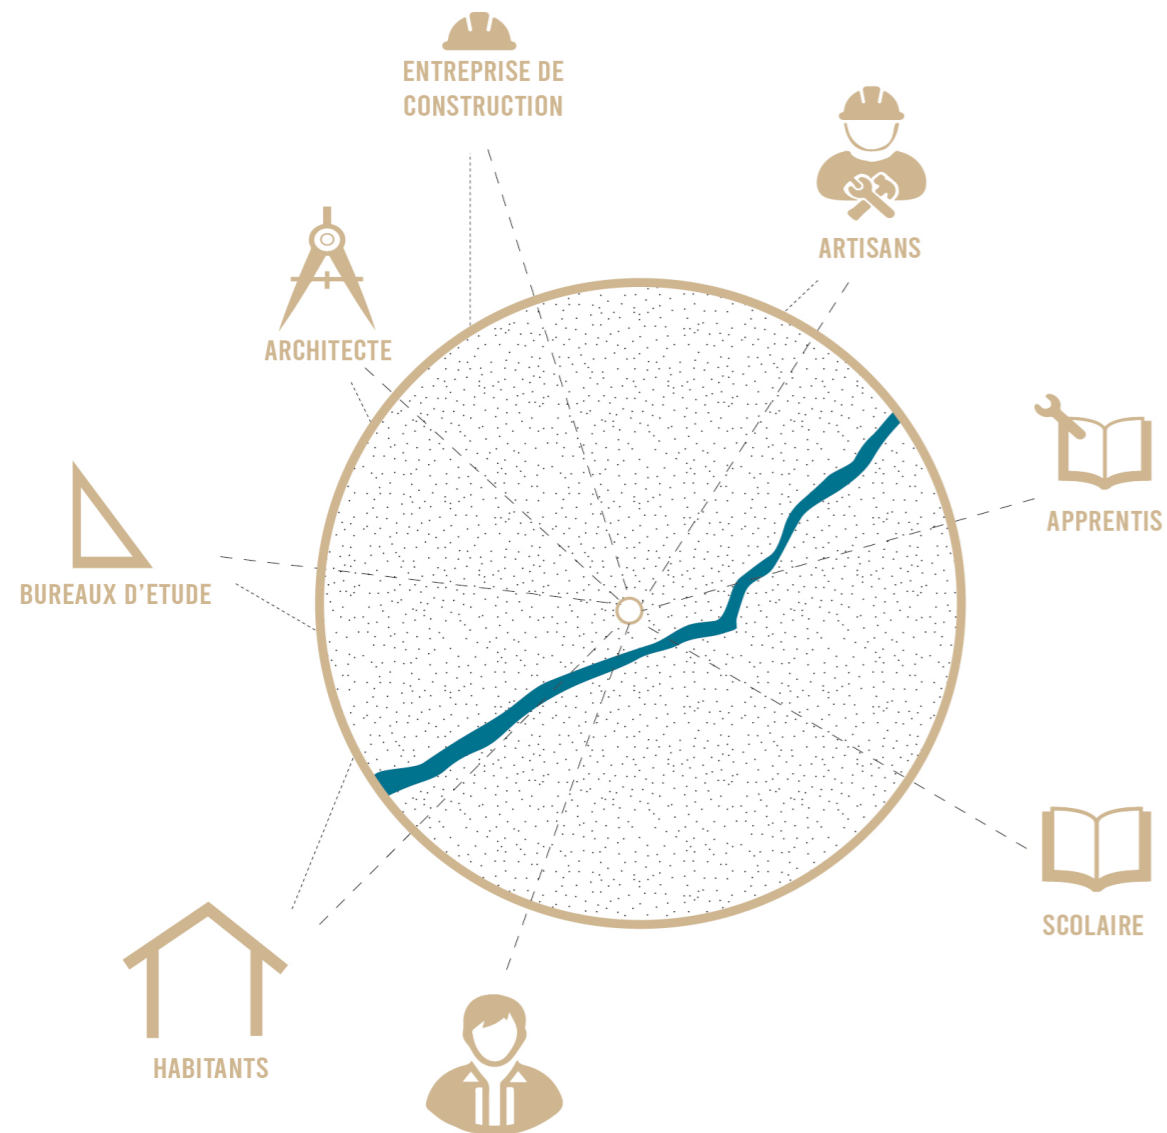 ENTREPRISE DE
CONSTRUCTION
ARTISANS
ARCHITECTE
APPRENTIS
BUREAUX D'ETUDE
SCOLAIRE
HABITANTS